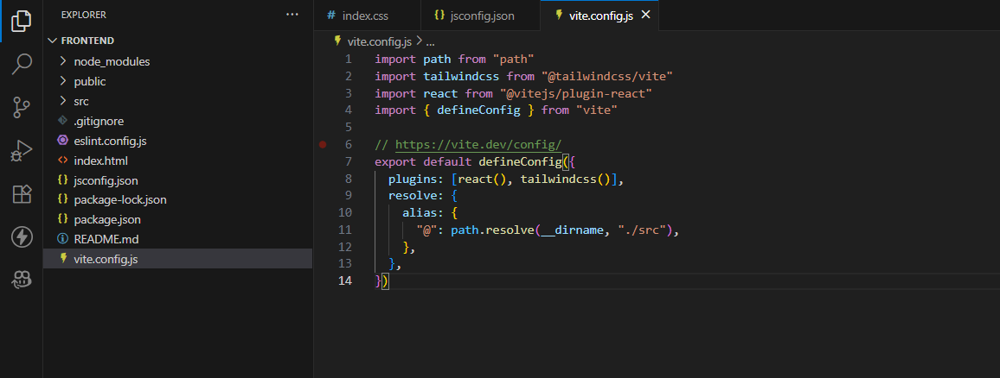 EXPLORER
FRONTEND
node_modules
public
src
.gitignore
eslint.config.js
index.html
jsconfig.json
package-lock.json
package.json
README.md
vite.config.js
# index.css
{} jsconfig.json
vite.config.js
vite.config.js > ...
1 import path from "path"
2 import tailwindcss from "@tailwindcss/vite"
3 import react from "@vitejs/plugin-react"
4 import { defineConfig } from "vite"
5
6 // https://vite.dev/config/
7 export default defineConfig({
8 plugins: [react(), tailwindcss()],
9 resolve: {
10 alias: {
11 "@": path.resolve(__dirname, "./src"),
12 },
13 },
14 })